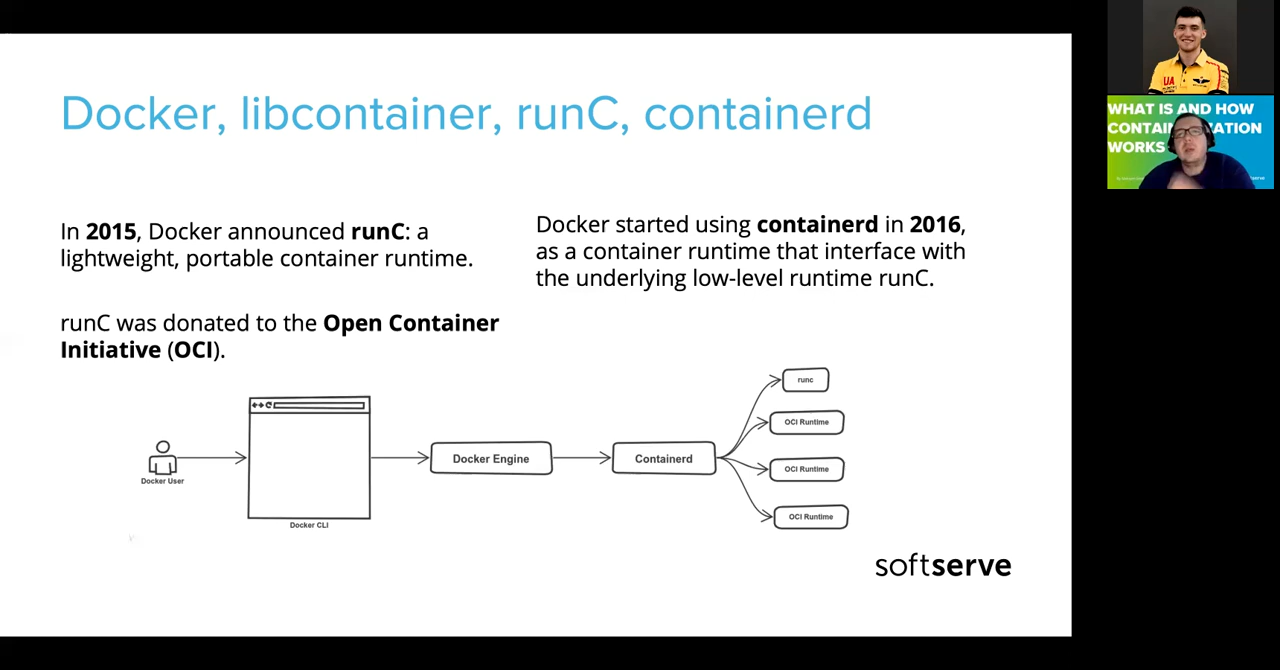 Docker, libcontainer, runC, containerd
In 2015, Docker announced runC: a
lightweight, portable container runtime.
runC was donated to the Open Container
Initiative (OCI).
Docker started using containerd in 2016,
as a container runtime that interface with
the underlying low-level runtime runC.
Docker User
Docker CLI
Docker Engine
Containerd
runc
OCI Runtime
OCI Runtime
OCI Runtime
softserve
UA
WHAT IS AND HOW
WORKS